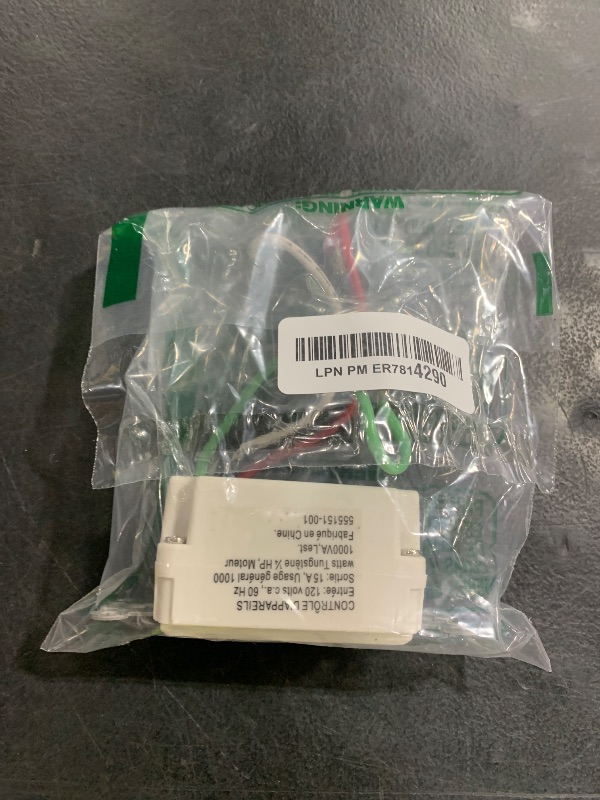 WARNING:
LPN PM ER7814290
CONTRÔLE D'APPAREILS
Entrée: 120 volts c.a., 60 Hz
Sortie: 15 A, Usage général 1000
watts Tungstène ¼ HP, Moteur
1000VA,Lest.
Fabriqué en Chine.
555151-001